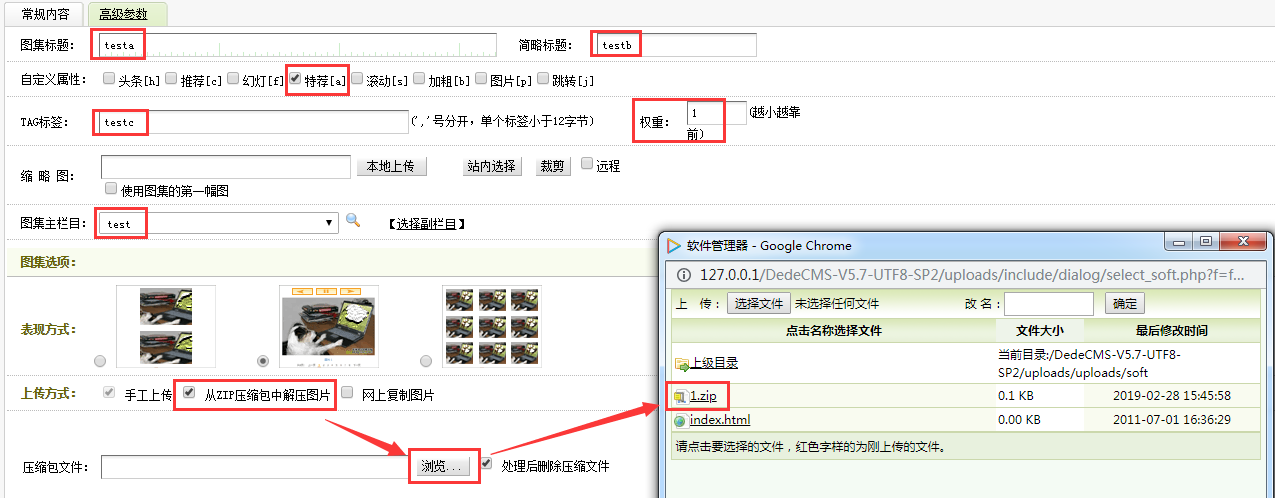 常规内容 高级参数
图集标题: testa 简略标题: testb
自定义属性: 头条[h] 推荐[c] 幻灯[f] 特荐[a] 滚动[s] 加粗[b] 图片[p] 跳转[j]
TAG标签: testc (','号分开，单个标签小于12字节) 权重: 1 (越小越靠
前)
缩 略 图: 本地上传 站内选择 裁剪 远程
使用图集的第一幅图
图集主栏目: test 【选择副栏目】
图集选项:
表现方式:
上传方式: 手工上传 从ZIP压缩包中解压图片 网上复制图片
压缩包文件: 浏览... 处理后删除压缩文件
软件管理器 - Google Chrome
127.0.0.1/DedeCMS-V5.7-UTF8-SP2/uploads/include/dialog/select_soft.php?f=f...
上 传: 选择文件 未选择任何文件 改名: 确定
点击名称选择文件 文件大小 最后修改时间
上级目录 当前目录:/DedeCMS-V5.7-UTF8-
SP2/uploads/uploads/soft
1.zip 0.1 KB 2019-02-28 15:45:58
index.html 0.00 KB 2011-07-01 16:36:29
请点击要选择的文件，红色字样的为刚上传的文件。